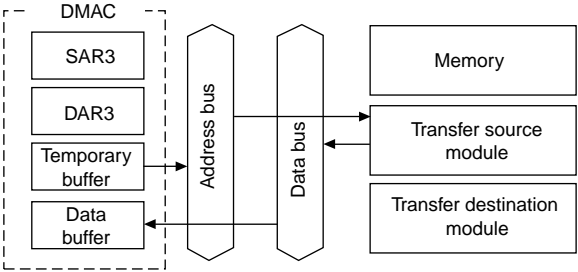 DMAC
SAR3
DAR3
Temporary
buffer
Data
buffer
Address bus
Data bus
Memory
Transfer source
module
Transfer destination
module